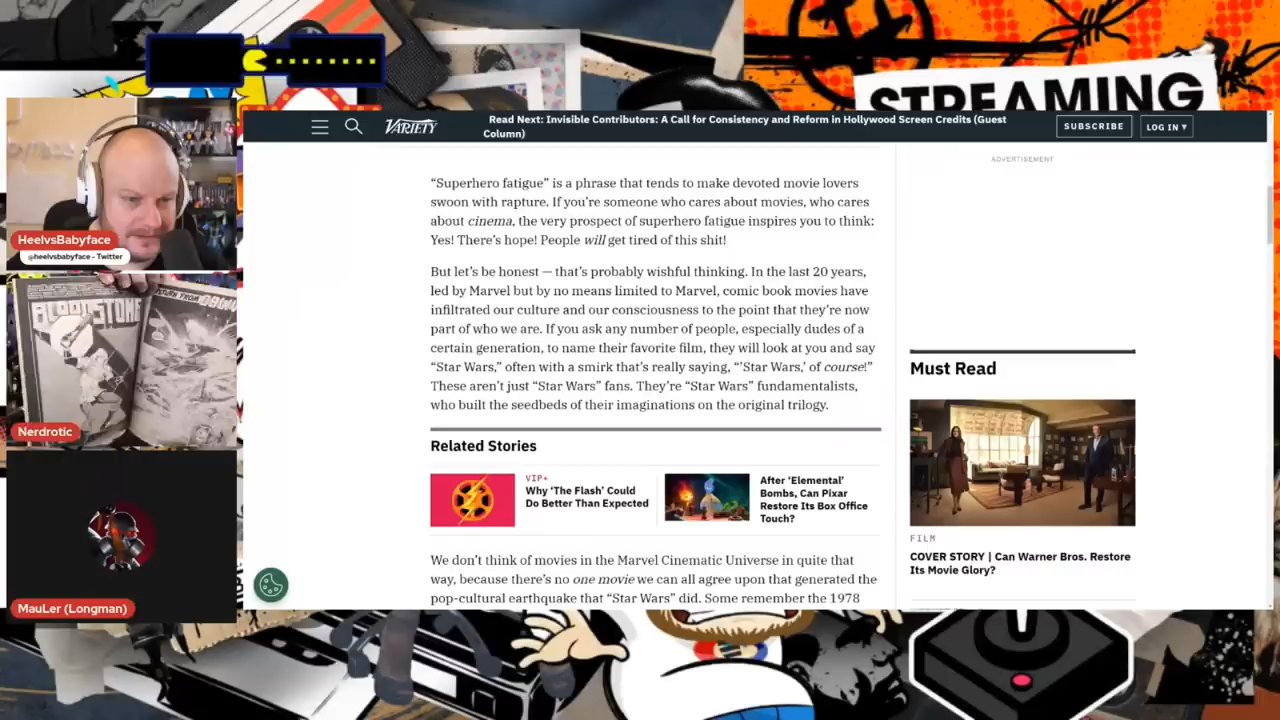 STREAMING
VARIETY
Read Next: Invisible Contributors: A Call for Consistency and Reform in Hollywood Screen Credits (Guest
Column)
SUBSCRIBE
LOG IN ▾
HeelvsBabyface
@heelvsbabyface - Twitter
BLOODSTONE
Nerdrotic
MauLer (Longman)
“Superhero fatigue” is a phrase that tends to make devoted movie lovers
swoon with rapture. If you’re someone who cares about movies, who cares
about cinema, the very prospect of superhero fatigue inspires you to think:
Yes! There’s hope! People will get tired of this shit!
But let’s be honest — that’s probably wishful thinking. In the last 20 years,
led by Marvel but by no means limited to Marvel, comic book movies have
infiltrated our culture and our consciousness to the point that they’re now
part of who we are. If you ask any number of people, especially dudes of a
certain generation, to name their favorite film, they will look at you and say
“Star Wars,” often with a smirk that’s really saying, “‘Star Wars,’ of course!”
These aren’t just “Star Wars” fans. They’re “Star Wars” fundamentalists,
who built the seedbeds of their imaginations on the original trilogy.
Related Stories
VIP+
Why ‘The Flash’ Could
Do Better Than Expected
After ‘Elemental’
Bombs, Can Pixar
Restore Its Box Office
Touch?
We don’t think of movies in the Marvel Cinematic Universe in quite that
way, because there’s no one movie we can all agree upon that generated the
pop-cultural earthquake that “Star Wars” did. Some remember the 1978
ADVERTISEMENT
Must Read
FILM
COVER STORY | Can Warner Bros. Restore
Its Movie Glory?